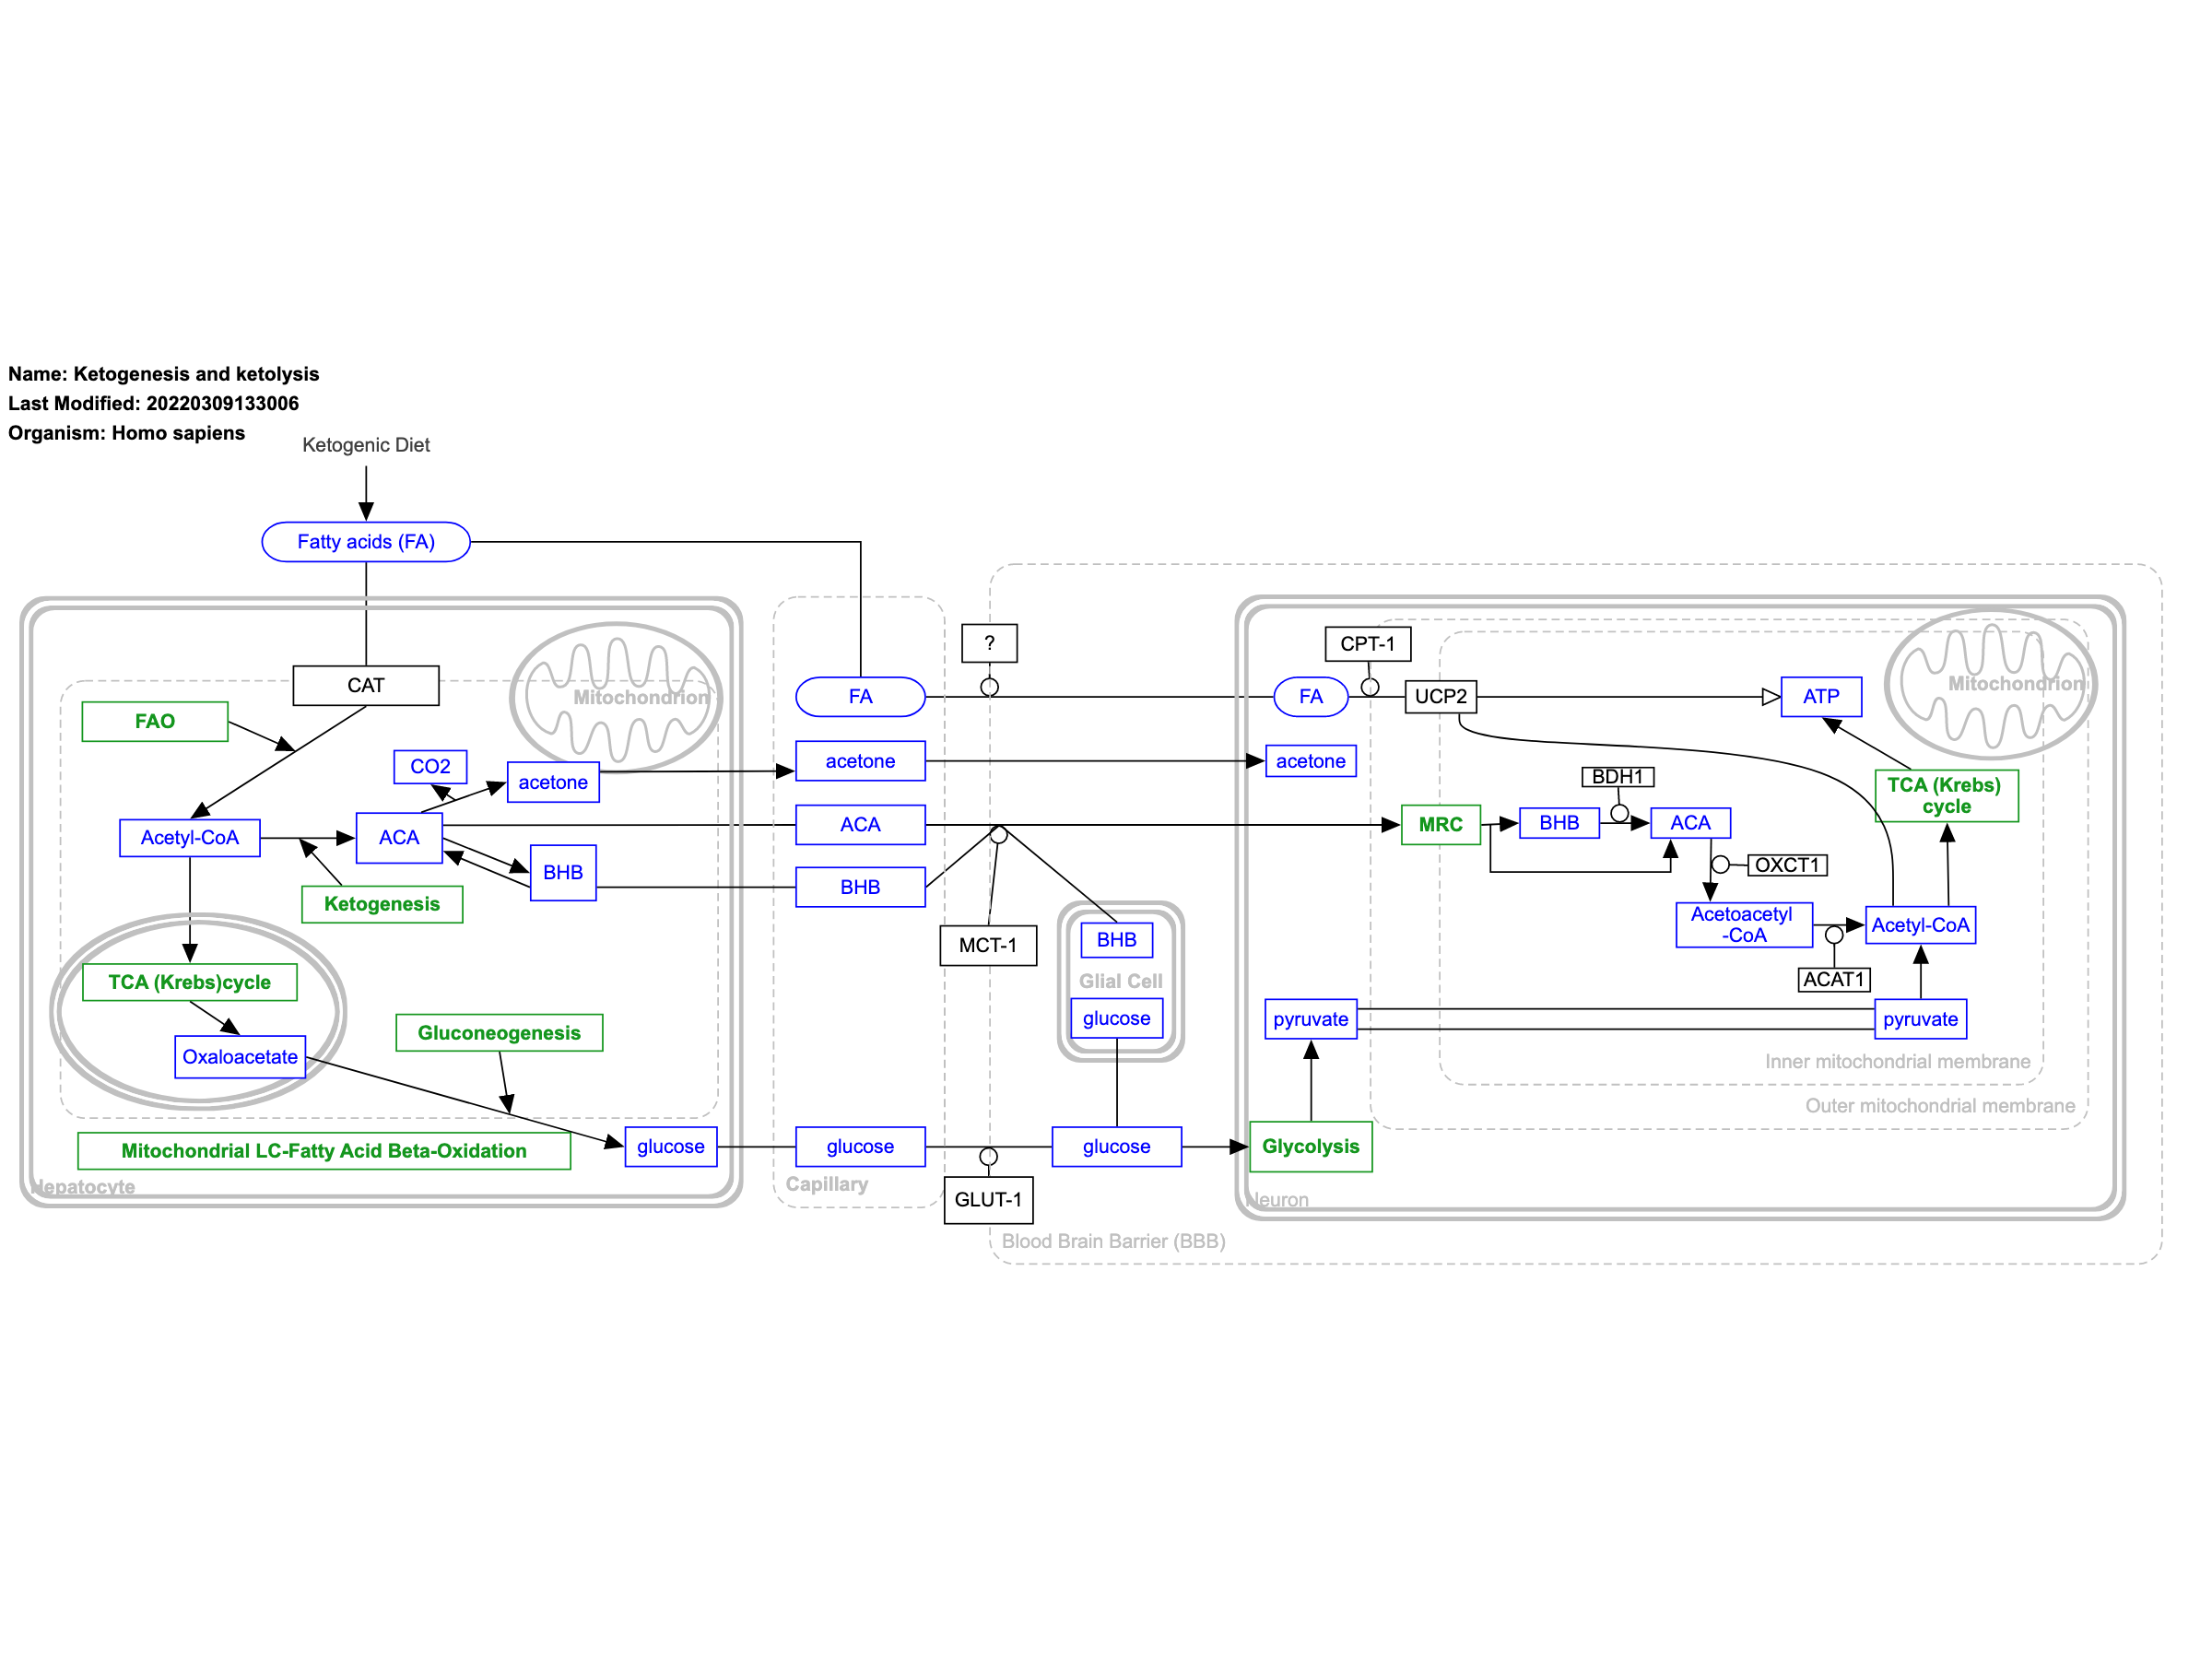 Name: Ketogenesis and ketolysis
Last Modified: 20220309133006
Organism: Homo sapiens
Ketogenic Diet
Fatty acids (FA)
CAT
Mitochondrion
FAO
CO2
acetone
Acetyl-CoA
ACA
BHB
Ketogenesis
TCA (Krebs)cycle
Oxaloacetate
Gluconeogenesis
Mitochondrial LC-Fatty Acid Beta-Oxidation
glucose
Hepatocyte
FA
acetone
ACA
BHB
glucose
Capillary
?
MCT-1
GLUT-1
BHB
Glial Cell
glucose
glucose
Blood Brain Barrier (BBB)
CPT-1
FA
UCP2
ATP
Mitochondrion
acetone
BDH1
TCA (Krebs)
cycle
MRC
BHB
ACA
OXCT1
Acetoacetyl
-CoA
Acetyl-CoA
ACAT1
pyruvate
pyruvate
Inner mitochondrial membrane
Outer mitochondrial membrane
Glycolysis
Neuron